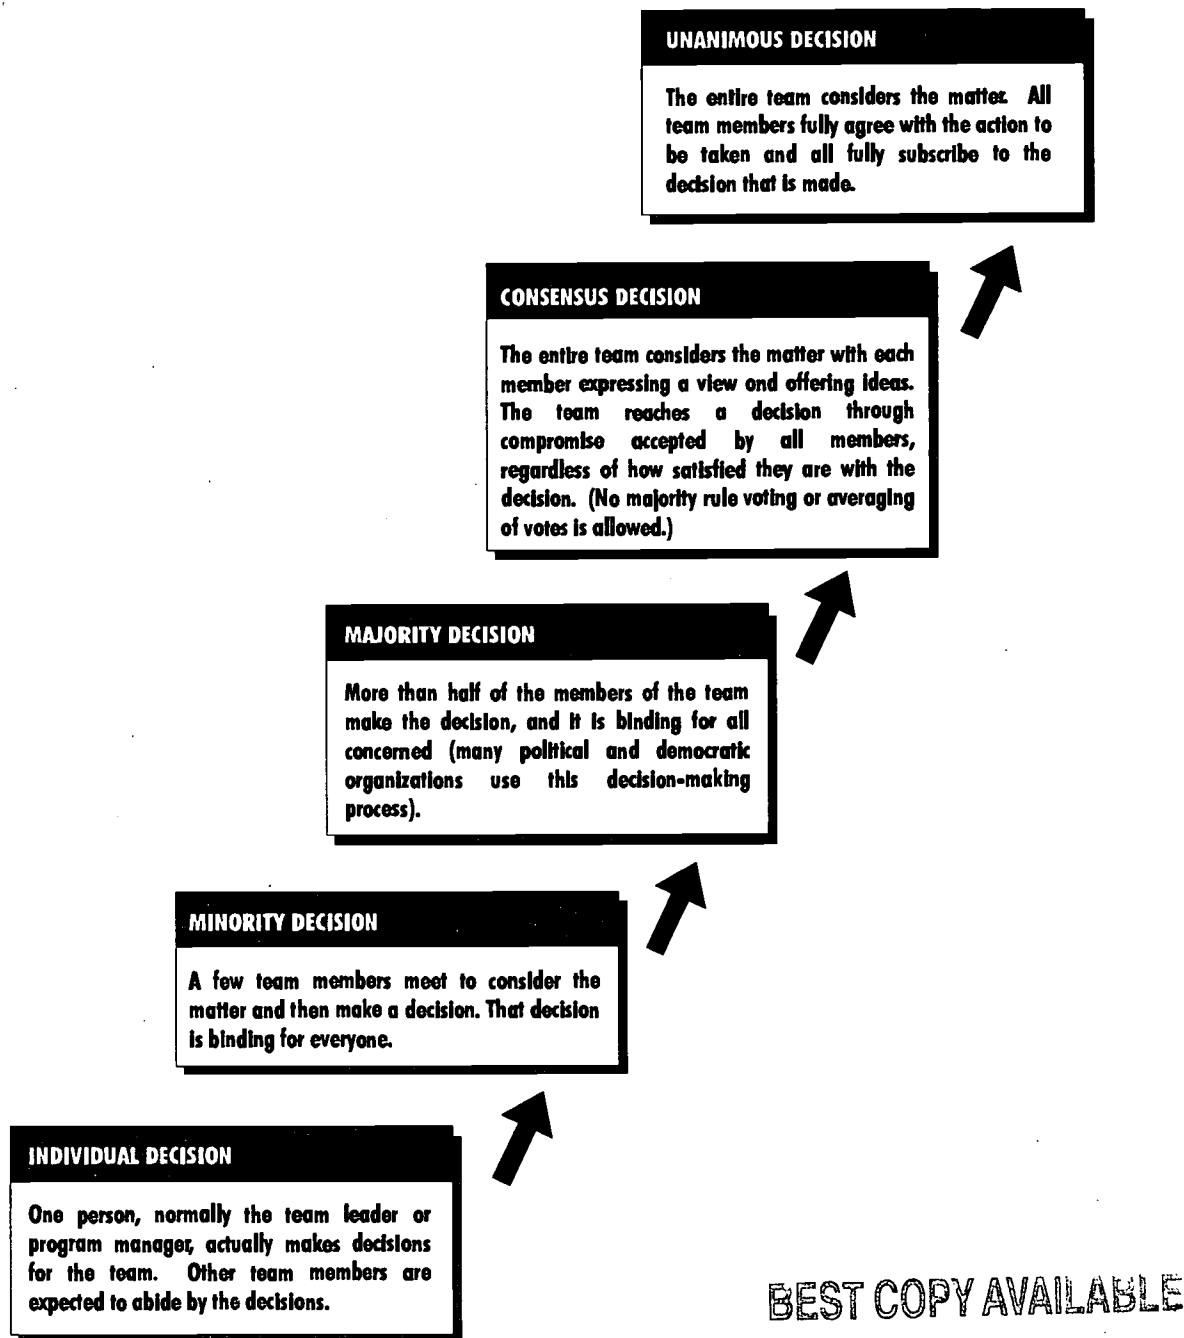 UNANIMOUS DECISION
The entire team considers the matter. All
team members fully agree with the action to
be taken and all fully subscribe to the
decision that is made.
CONSENSUS DECISION
The entire team considers the matter with each
member expressing a view ond offering ideas.
The team reaches a decision through
compromise accepted by all members,
regardless of how satisfied they are with the
decision. (No majority rule voting or averaging
of votes is allowed.)
MAJORITY DECISION
More than half of the members of the team
make the decision, and it is binding for all
concerned (many political and democratic
organizations use this decision-making
process).
MINORITY DECISION
A few team members meet to consider the
matter and then make a decision. That decision
is binding for everyone.
INDIVIDUAL DECISION
One person, normally the team leader or
program manager, actually makes decisions
for the team. Other team members are
expected to abide by the decisions.
BEST COPY AVAILABLE